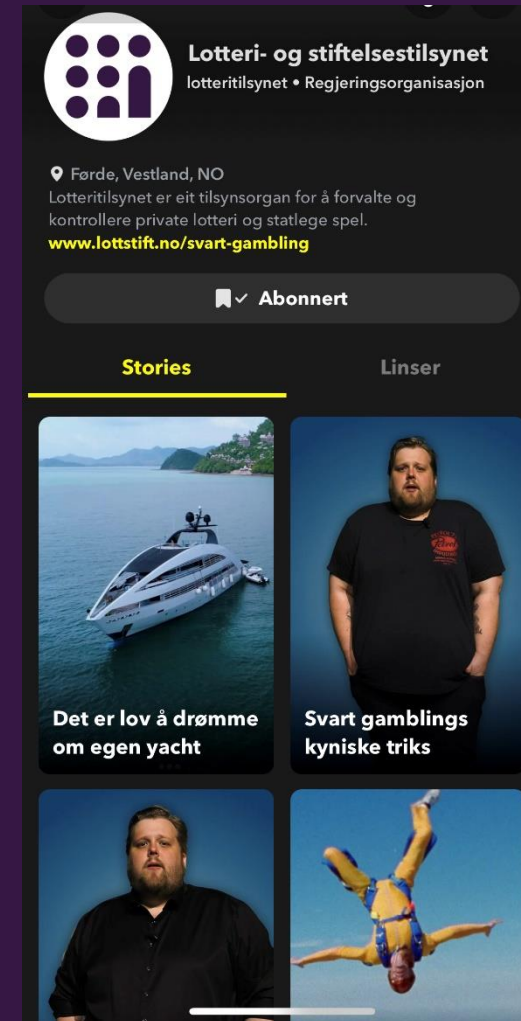 Lotteri- og stiftelsestilsynet
lotteritilsynet • Regjeringsorganisasjon
Førde, Vestland, NO
Lotteritilsynet er eit tilsynsorgan for å forvalte og
kontrollere private lotteri og statlege spel.
www.lottstift.no/svart-gambling
Abonnert
Stories
Linser
Det er lov å drømme
om egen yacht
Svart gamblings
kyniske triks